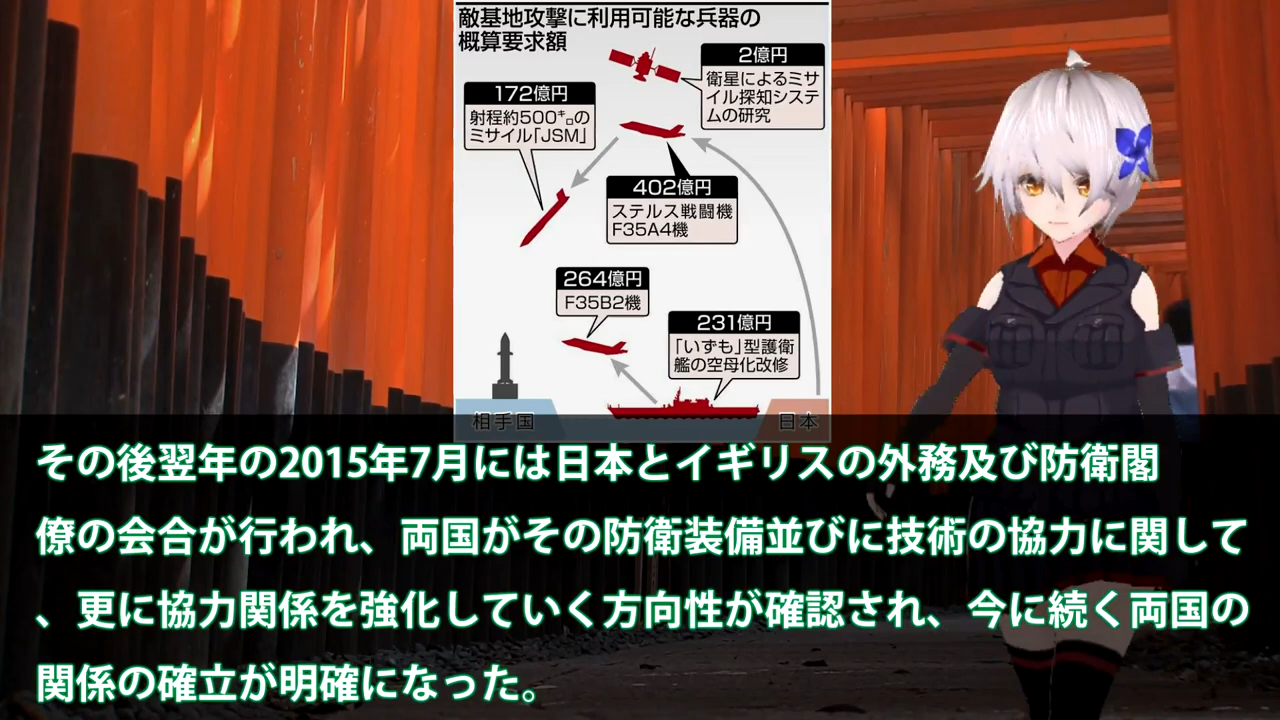 敵基地攻撃に利用可能な兵器の
概算要求額
2億円
衛星によるミサ
イル探知システ
ムの研究
172億円
射程約500㌔の
ミサイル「JSM」
402億円
ステルス戦闘機
F35A4機
264億円
F35B2機
231億円
「いずも」型護衛
艦の空母化改修
相手国
日本
その後翌年の2015年7月には日本とイギリスの外務及び防衛閣
僚の会合が行われ、両国がその防衛装備並びに技術の協力に関して
、更に協力関係を強化していく方向性が確認され、今に続く両国の
関係の確立が明確になった。